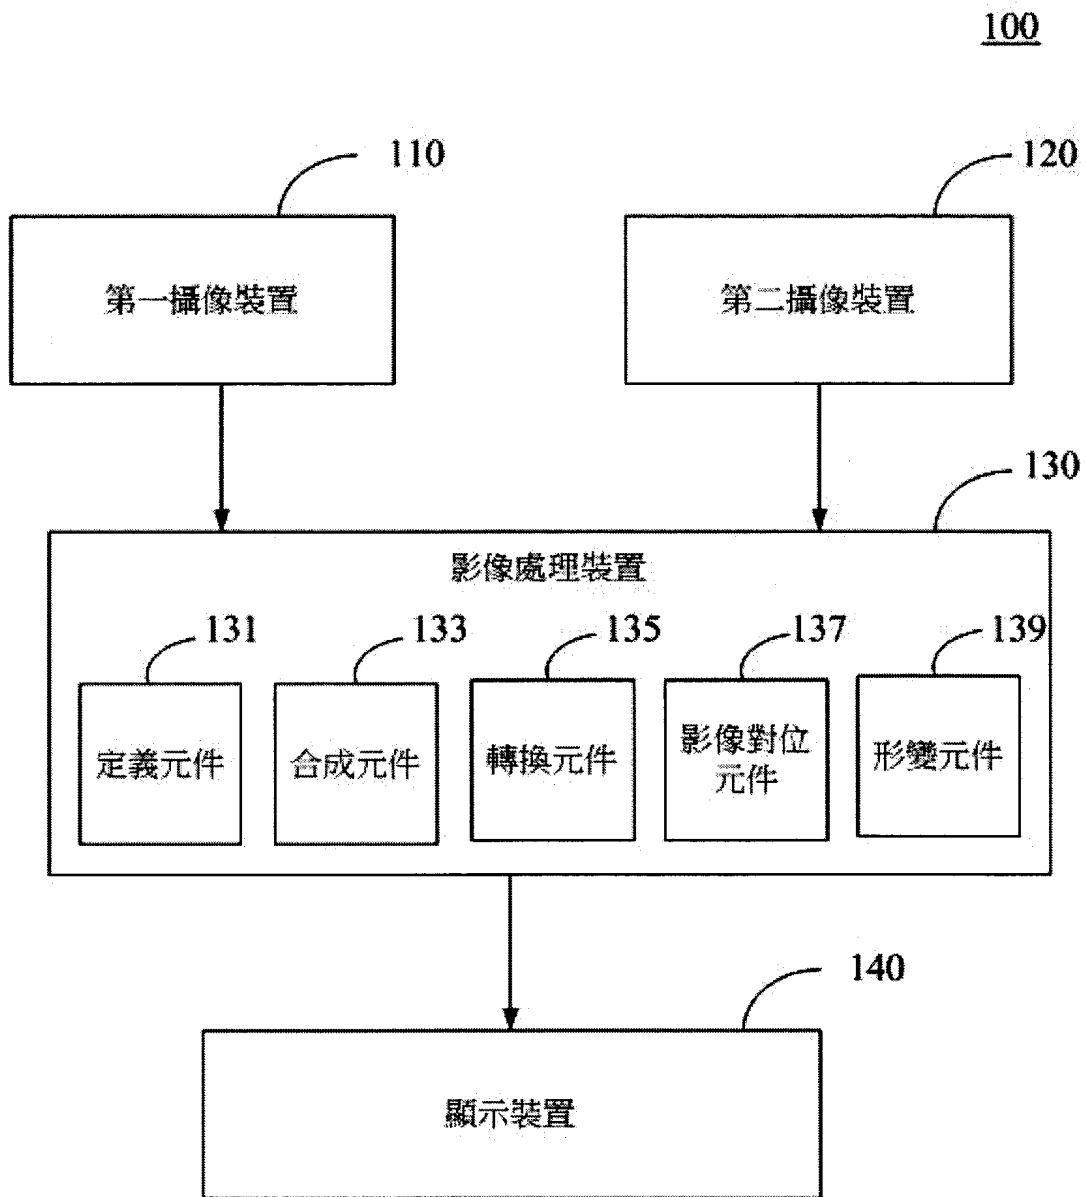 100
110
120
第一攝像裝置
第二攝像裝置
130
影像處理裝置
131
133
135
137
139
定義元件
合成元件
轉換元件
影像對位
元件
形變元件
140
顯示裝置